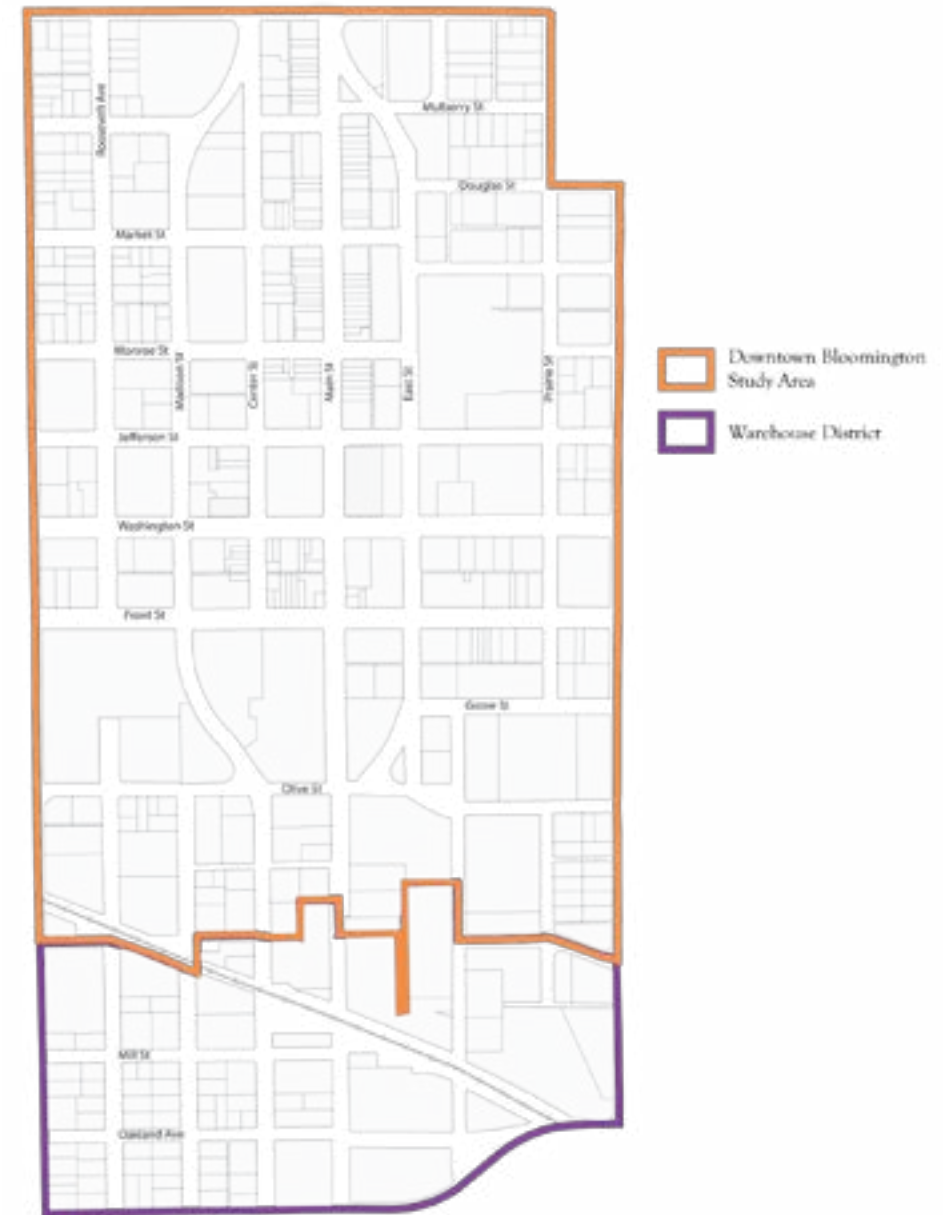 Roosevelt Ave
Mulberry St
Douglas St
Market St
Monroe St
Madison St
Center St
Main St
East St
Prairie St
Jefferson St
Washington St
Front St
Grove St
Olive St
Mill St
Oakland Ave
Downtown Bloomington
Study Area
Warehouse District